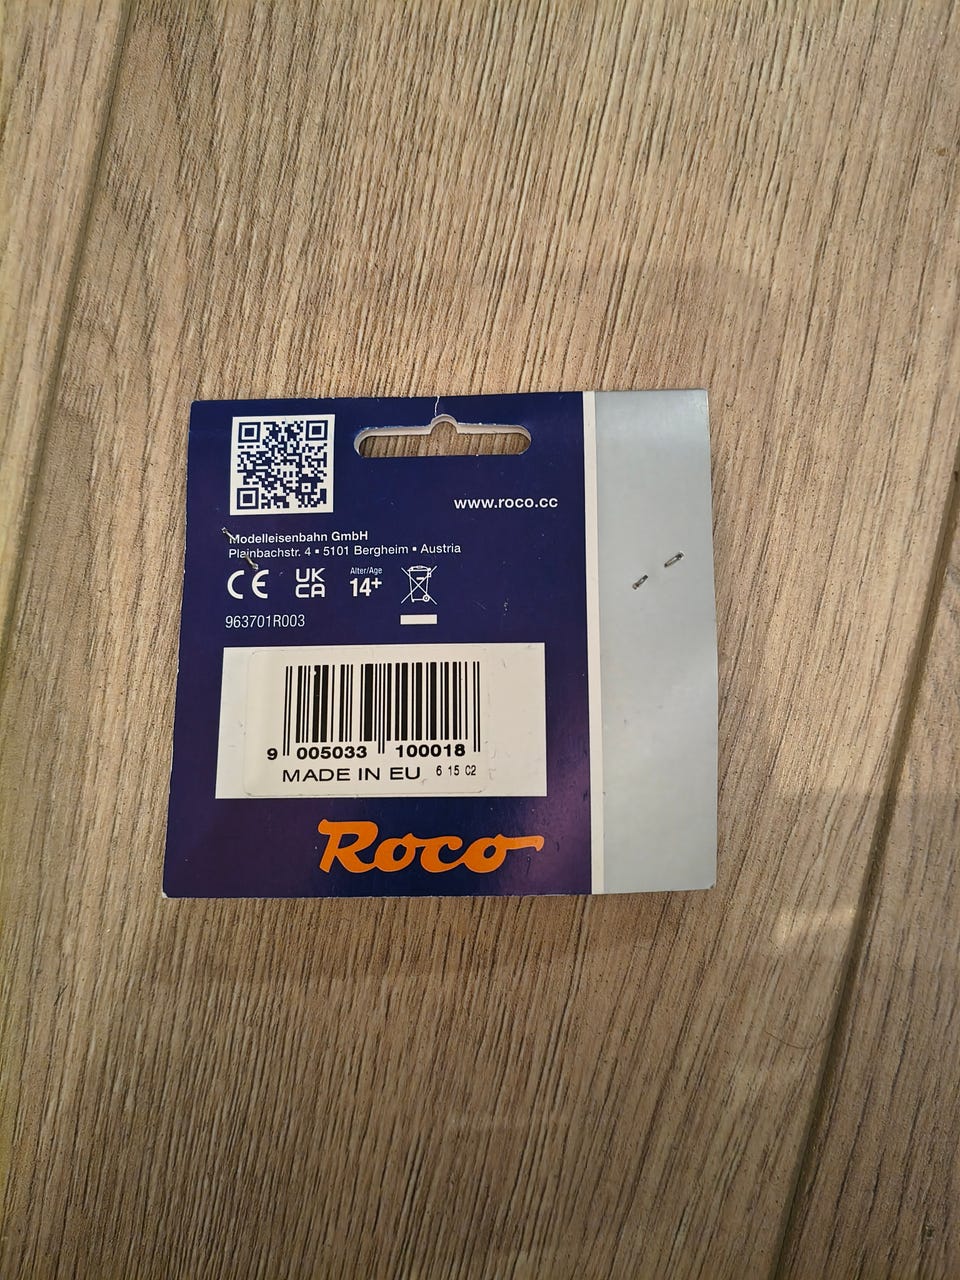 www.roco.cc
Modelleisenbahn GmbH
Plainbachstr. 4 ▪ 5101 Bergheim ▪ Austria
CE
UK
CA
Alter/Age
14+
963701R003
9 005033 100018
MADE IN EU 6 15 C2
Roco